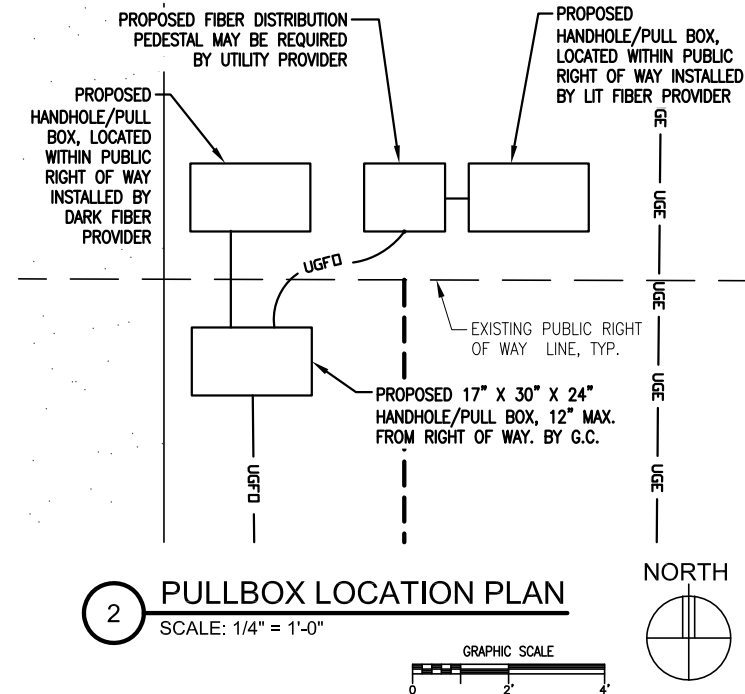 PROPOSED FIBER DISTRIBUTION
PEDESTAL MAY BE REQUIRED
BY UTILITY PROVIDER
PROPOSED
HANDHOLE/PULL BOX,
LOCATED WITHIN PUBLIC
RIGHT OF WAY INSTALLED
BY LIT FIBER PROVIDER
PROPOSED
HANDHOLE/PULL
BOX, LOCATED
WITHIN PUBLIC
RIGHT OF WAY
INSTALLED BY
DARK FIBER
PROVIDER
GE
UGE
UGE
UGE
UGE
UGFO
EXISTING PUBLIC RIGHT
OF WAY LINE, TYP.
PROPOSED 17" X 30" X 24"
HANDHOLE/PULL BOX, 12" MAX.
FROM RIGHT OF WAY. BY G.C.
UGFO
2
PULLBOX LOCATION PLAN
SCALE: 1/4" = 1'-0"
NORTH
GRAPHIC SCALE
0 2' 4'